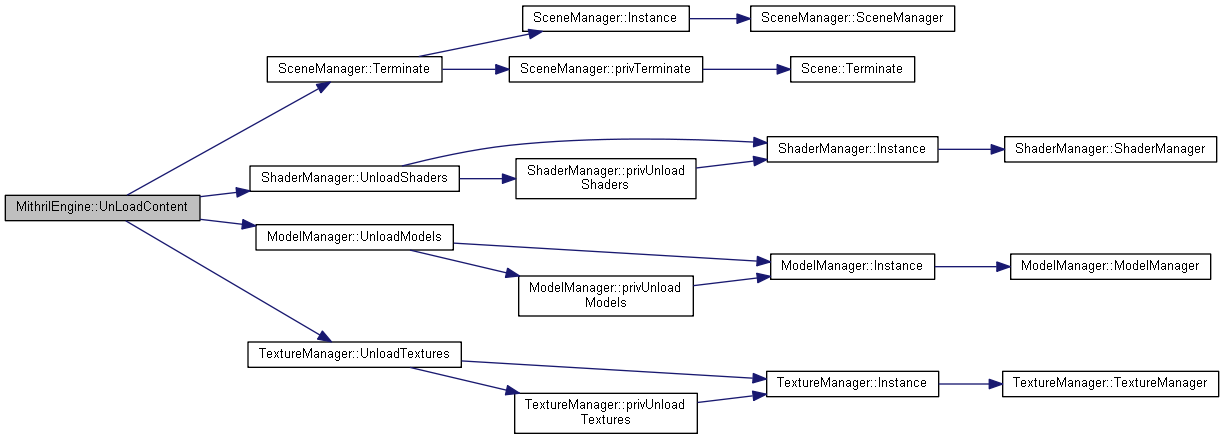 SceneManager::Instance
SceneManager::SceneManager
SceneManager::Terminate
SceneManager::privTerminate
Scene::Terminate
ShaderManager::Instance
ShaderManager::ShaderManager
ShaderManager::UnloadShaders
ShaderManager::privUnload
Shaders
MithrilEngine::UnLoadContent
ModelManager::UnloadModels
ModelManager::Instance
ModelManager::ModelManager
ModelManager::privUnload
Models
TextureManager::UnloadTextures
TextureManager::Instance
TextureManager::TextureManager
TextureManager::privUnload
Textures